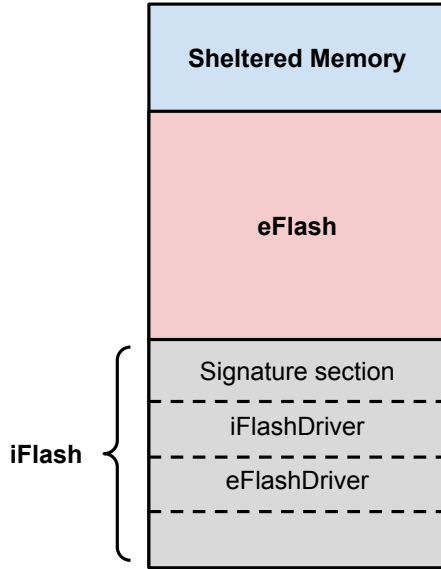 Sheltered Memory
eFlash
Signature section
iFlashDriver
iFlash
eFlashDriver